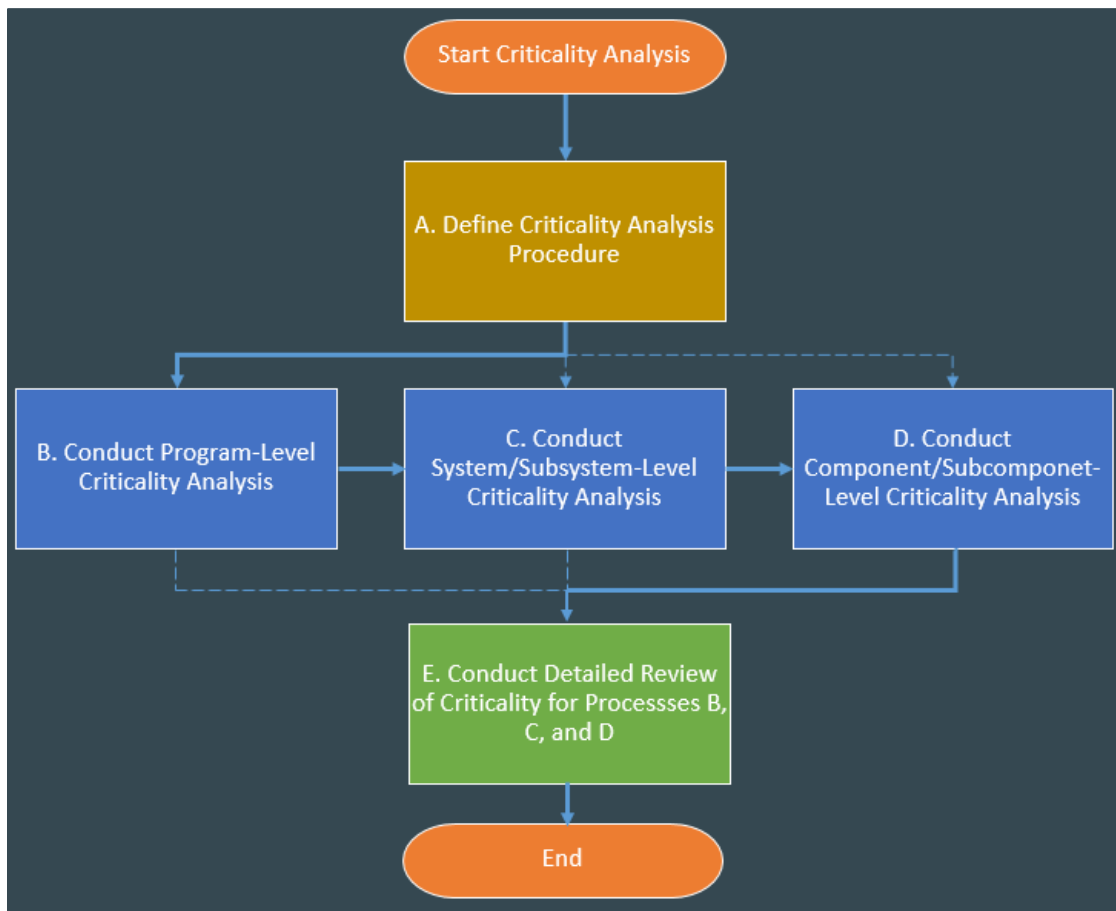 Start Criticality Analysis
A. Define Criticality Analysis
Procedure
B. Conduct Program-Level
Criticality Analysis
C. Conduct
System/Subsystem-Level
Criticality Analysis
D. Conduct
Component/Subcomponet-
Level Criticality Analysis
E. Conduct Detailed Review
of Criticality for Processses B,
C, and D
End